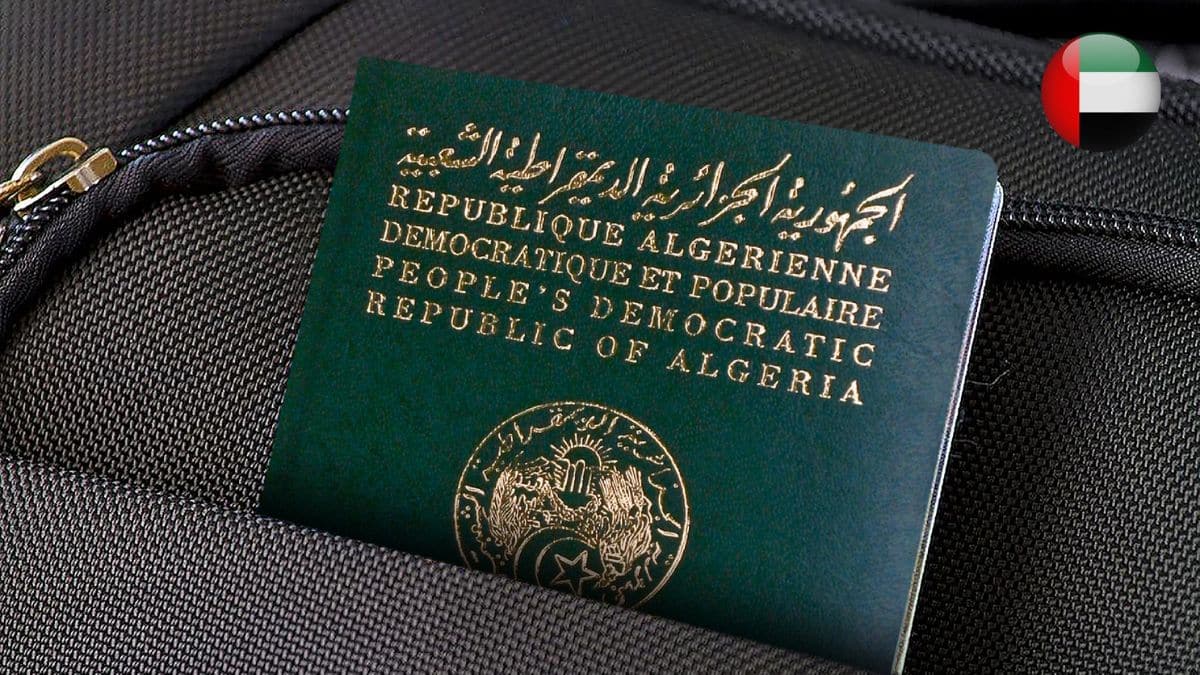 الجمهورية الجزائرية الديمقراطية الشعبية
REPUBLIQUE ALGERIENNE
DEMOCRATIQUE ET POPULAIRE
PEOPLE'S DEMOCRATIC
REPUBLIC OF ALGERIA